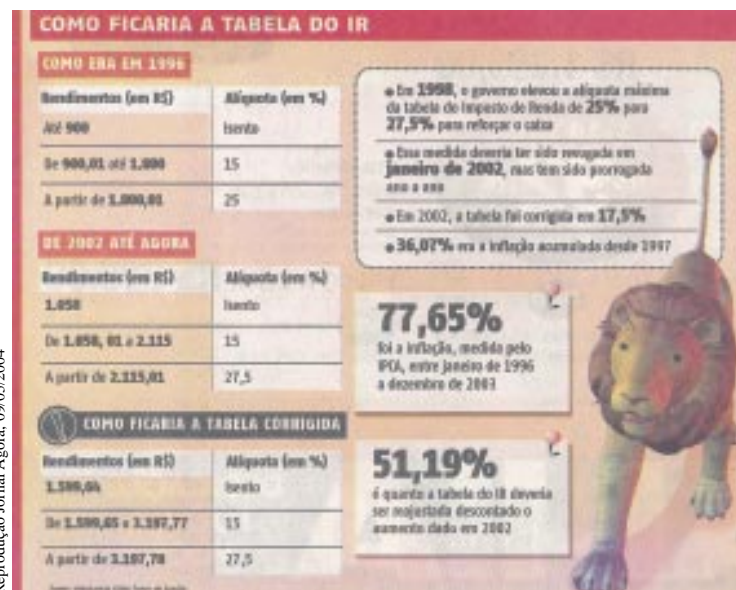 COMO FICARIA A TABELA DO IR
COMO ERA EM 1996
Rendimentos (em R$) Alíquota (em %)
Até 900 Isento
De 900,01 até 1.800 15
A partir de 1.800,01 25
DE 2002 ATÉ AGORA
Rendimentos (em R$) Alíquota (em %)
1.058 Isento
De 1.058, 01 a 2.115 15
A partir de 2.115,01 27,5
COMO FICARIA A TABELA CORRIGIDA
Rendimentos (em R$) Alíquota (em %)
1.599,64 Isento
De 1.599,65 a 3.197,77 15
A partir de 3.197,78 27,5
● Em 1998, o governo elevou a alíquota máxima
da tabela do Imposto de Renda de 25% para
27,5% para reforçar o caixa
● Essa medida deveria ter sido revogada em
janeiro de 2002, mas tem sido prorrogada
ano a ano
● Em 2002, a tabela foi corrigida em 17,5%
● 36,07% era a inflação acumulada desde 1997
77,65%
foi a inflação, medida pelo
IPCA, entre janeiro de 1996
a dezembro de 2003
51,19%
é quanto a tabela do IR deveria
ser reajustada descontado o
aumento dado em 2002
Reprodução Jornal Agora, 09/03/2004